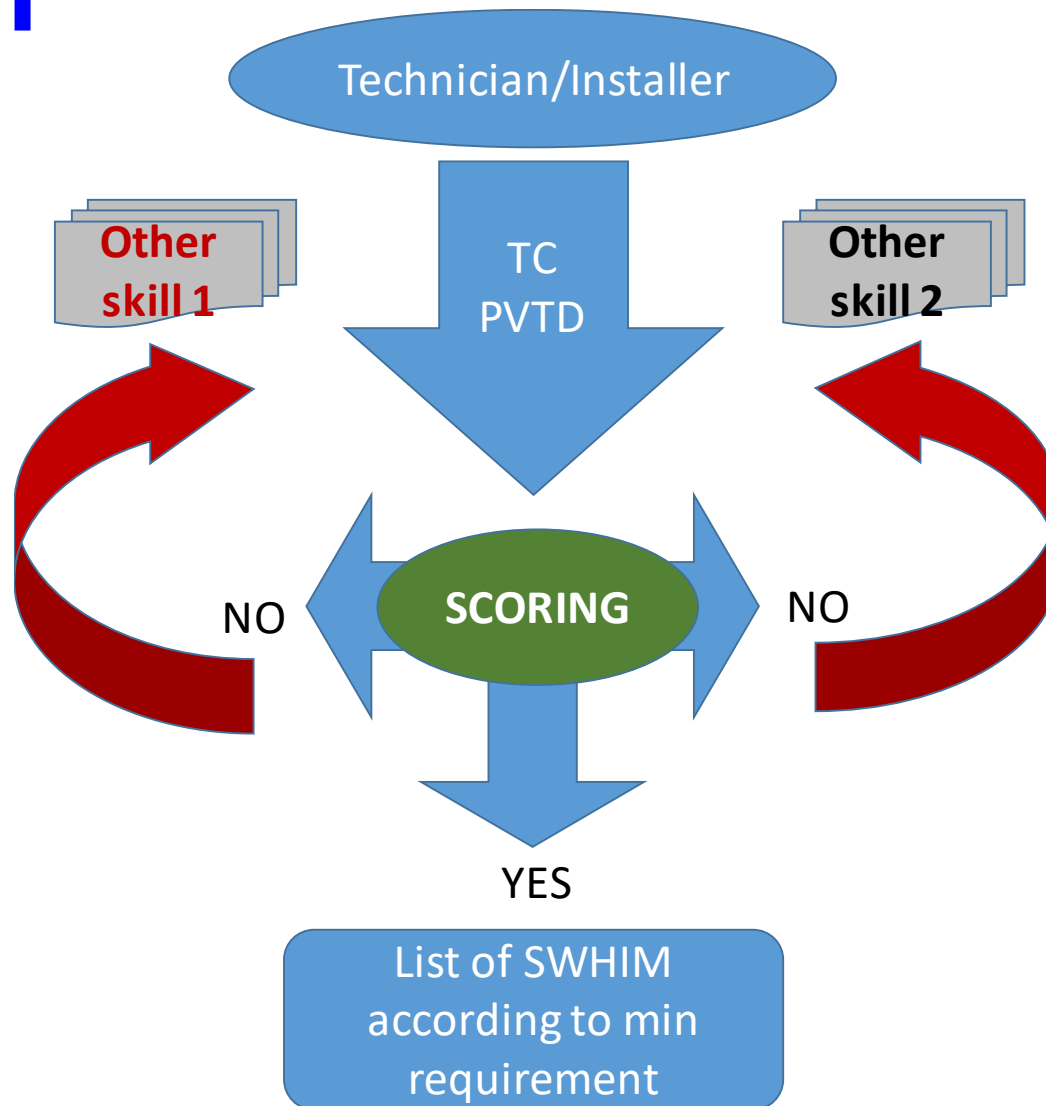 Technician/Installer
Other
skill 1
TC
PVTD
Other
skill 2
NO
SCORING
NO
YES
List of SWHIM
according to min
requirement